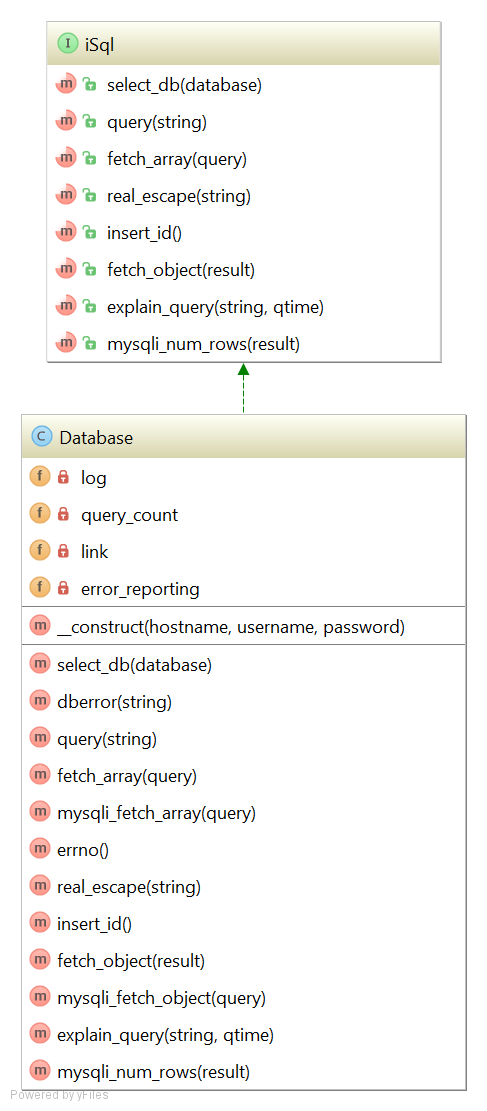 I iSql
m select_db(database)
m query(string)
m fetch_array(query)
m real_escape(string)
m insert_id()
m fetch_object(result)
m explain_query(string, qtime)
m mysqli_num_rows(result)
C Database
f log
f query_count
f link
f error_reporting
m __construct(hostname, username, password)
m select_db(database)
m dberror(string)
m query(string)
m fetch_array(query)
m mysqli_fetch_array(query)
m errno()
m real_escape(string)
m insert_id()
m fetch_object(result)
m mysqli_fetch_object(query)
m explain_query(string, qtime)
m mysqli_num_rows(result)
Powered by yFiles